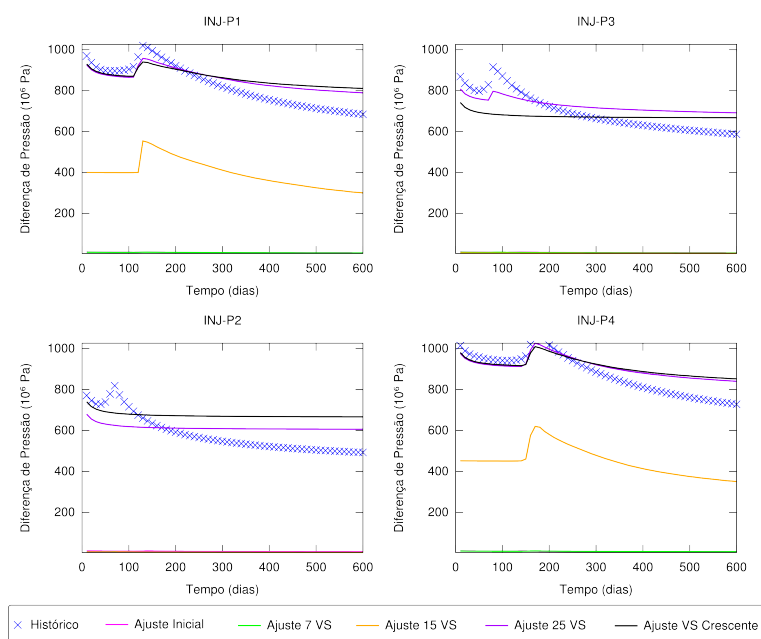 INJ-P1
1000
800
600
400
200
0 100 200 300 400 500 600
Diferença de Pressão (10⁶ Pa)
Tempo (dias)
INJ-P3
1000
800
600
400
200
0 100 200 300 400 500 600
Diferença de Pressão (10⁶ Pa)
Tempo (dias)
INJ-P2
1000
800
600
400
200
0 100 200 300 400 500 600
Diferença de Pressão (10⁶ Pa)
Tempo (dias)
INJ-P4
1000
800
600
400
200
0 100 200 300 400 500 600
Diferença de Pressão (10⁶ Pa)
Tempo (dias)
Histórico Ajuste Inicial Ajuste 7 VS Ajuste 15 VS Ajuste 25 VS Ajuste VS Crescente